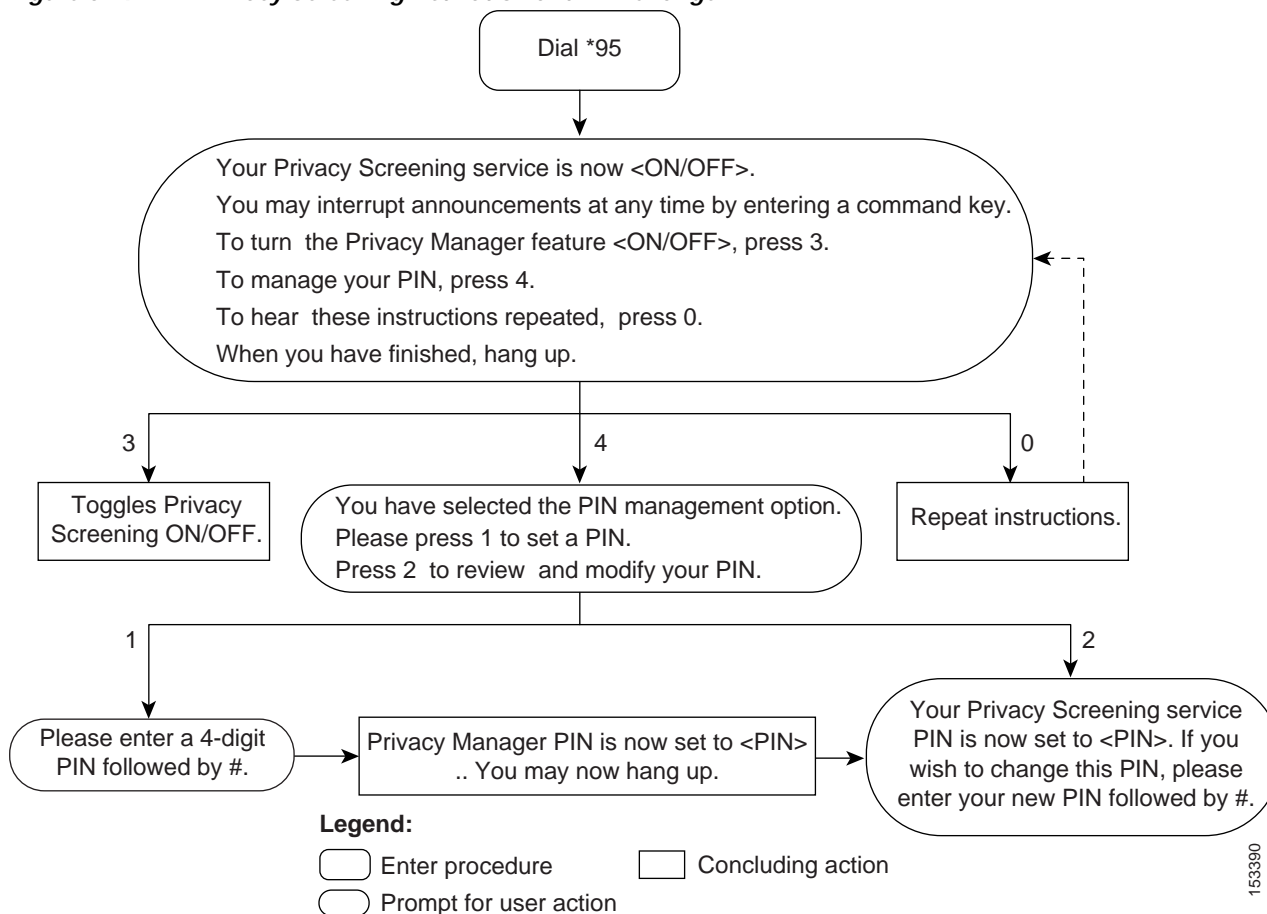 Dial *95
Your Privacy Screening service is now <ON/OFF>.
You may interrupt announcements at any time by entering a command key.
To turn the Privacy Manager feature <ON/OFF>, press 3.
To manage your PIN, press 4.
To hear these instructions repeated, press 0.
When you have finished, hang up.
3
4
0
Toggles Privacy
Screening ON/OFF.
You have selected the PIN management option.
Please press 1 to set a PIN.
Press 2 to review and modify your PIN.
Repeat instructions.
1
2
Please enter a 4-digit
PIN followed by #.
Privacy Manager PIN is now set to <PIN>
.. You may now hang up.
Your Privacy Screening service
PIN is now set to <PIN>. If you
wish to change this PIN, please
enter your new PIN followed by #.
Legend:
Enter procedure
Concluding action
Prompt for user action
153390